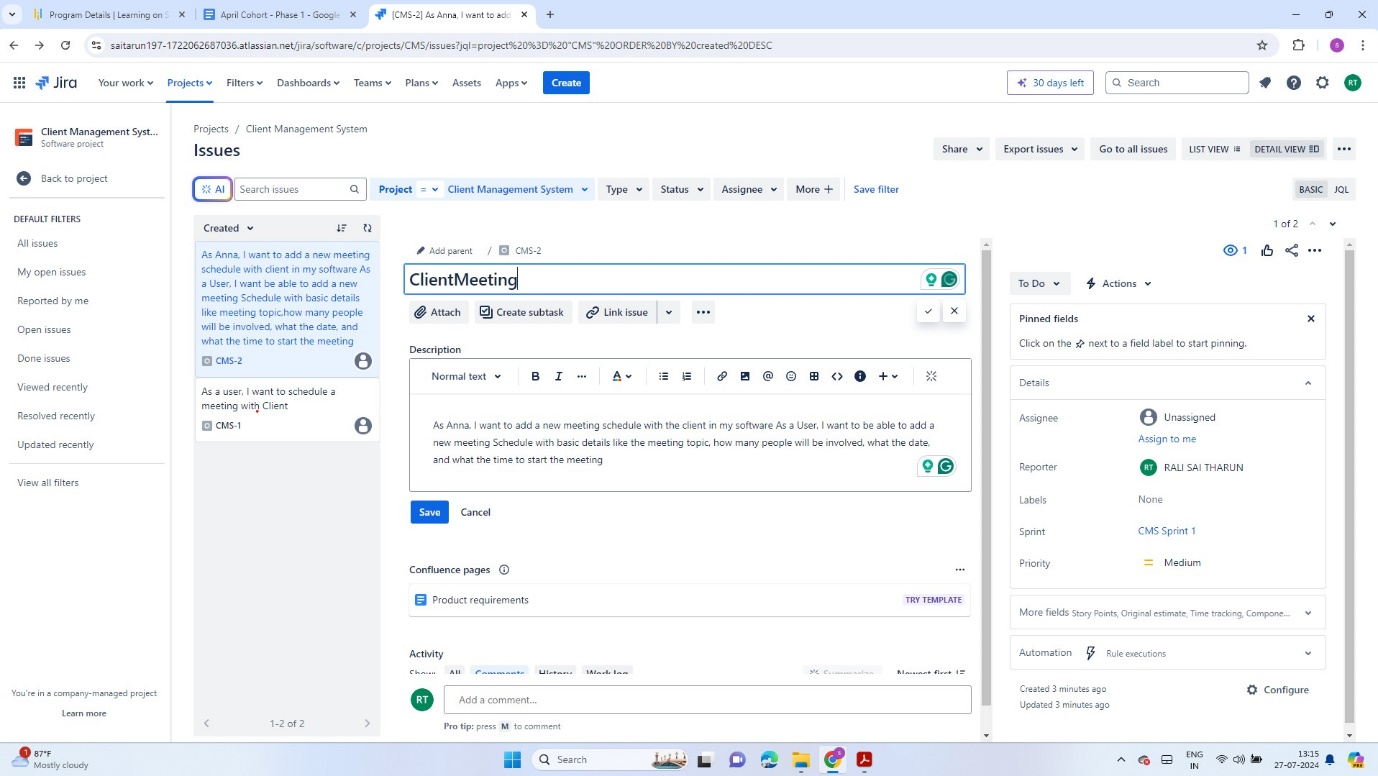 Program Details | Learning on S
April Cohort - Phase 1 - Google
[CMS-2] As Anna, I want to add
saitarun197-1722062687036.atlassian.net/jira/software/c/projects/CMS/issues?jql=project%20%3D%20"CMS"%20ORDER%20BY%20created%20DESC
S
Jira
Your work
Projects
Filters
Dashboards
Teams
Plans
Assets
Apps
Create
30 days left
Search
RT
Client Management Syst...
Software project
Back to project
DEFAULT FILTERS
All issues
My open issues
Reported by me
Open issues
Done issues
Viewed recently
Resolved recently
Updated recently
View all filters
You're in a company-managed project
Learn more
Projects / Client Management System
Issues
Share
Export issues
Go to all issues
LIST VIEW
DETAIL VIEW
AI
Search issues
Project = Client Management System
Type
Status
Assignee
More +
Save filter
BASIC
JQL
Created
As Anna, I want to add a new meeting
schedule with client in my software As
a User, I want be able to add a new
meeting Schedule with basic details
like meeting topic,how many people
will be involved, what the date, and
what the time to start the meeting
CMS-2
As a user, I want to schedule a
meeting with Client
CMS-1
1-2 of 2
1 of 2
Add parent / CMS-2
ClientMeeting
Attach
Create subtask
Link issue
Description
Normal text
B
I
A
As Anna, I want to add a new meeting schedule with the client in my software As a User, I want to be able to add a
new meeting Schedule with basic details like the meeting topic, how many people will be involved, what the date,
and what the time to start the meeting
Save
Cancel
Confluence pages
Product requirements
TRY TEMPLATE
Activity
Show:
All
Comments
History
Work log
Summarize
Newest first
RT
Add a comment...
Pro tip: press M to comment
1
To Do
Actions
Pinned fields
Click on the next to a field label to start pinning.
Details
Assignee
Unassigned
Assign to me
Reporter
RT
RALI SAI THARUN
Labels
None
Sprint
CMS Sprint 1
Priority
Medium
More fields Story Points, Original estimate, Time tracking, Compone...
Automation
Rule executions
Created 3 minutes ago
Updated 3 minutes ago
Configure
1
87°F
Mostly cloudy
Search
ENG
IN
13:15
27-07-2024